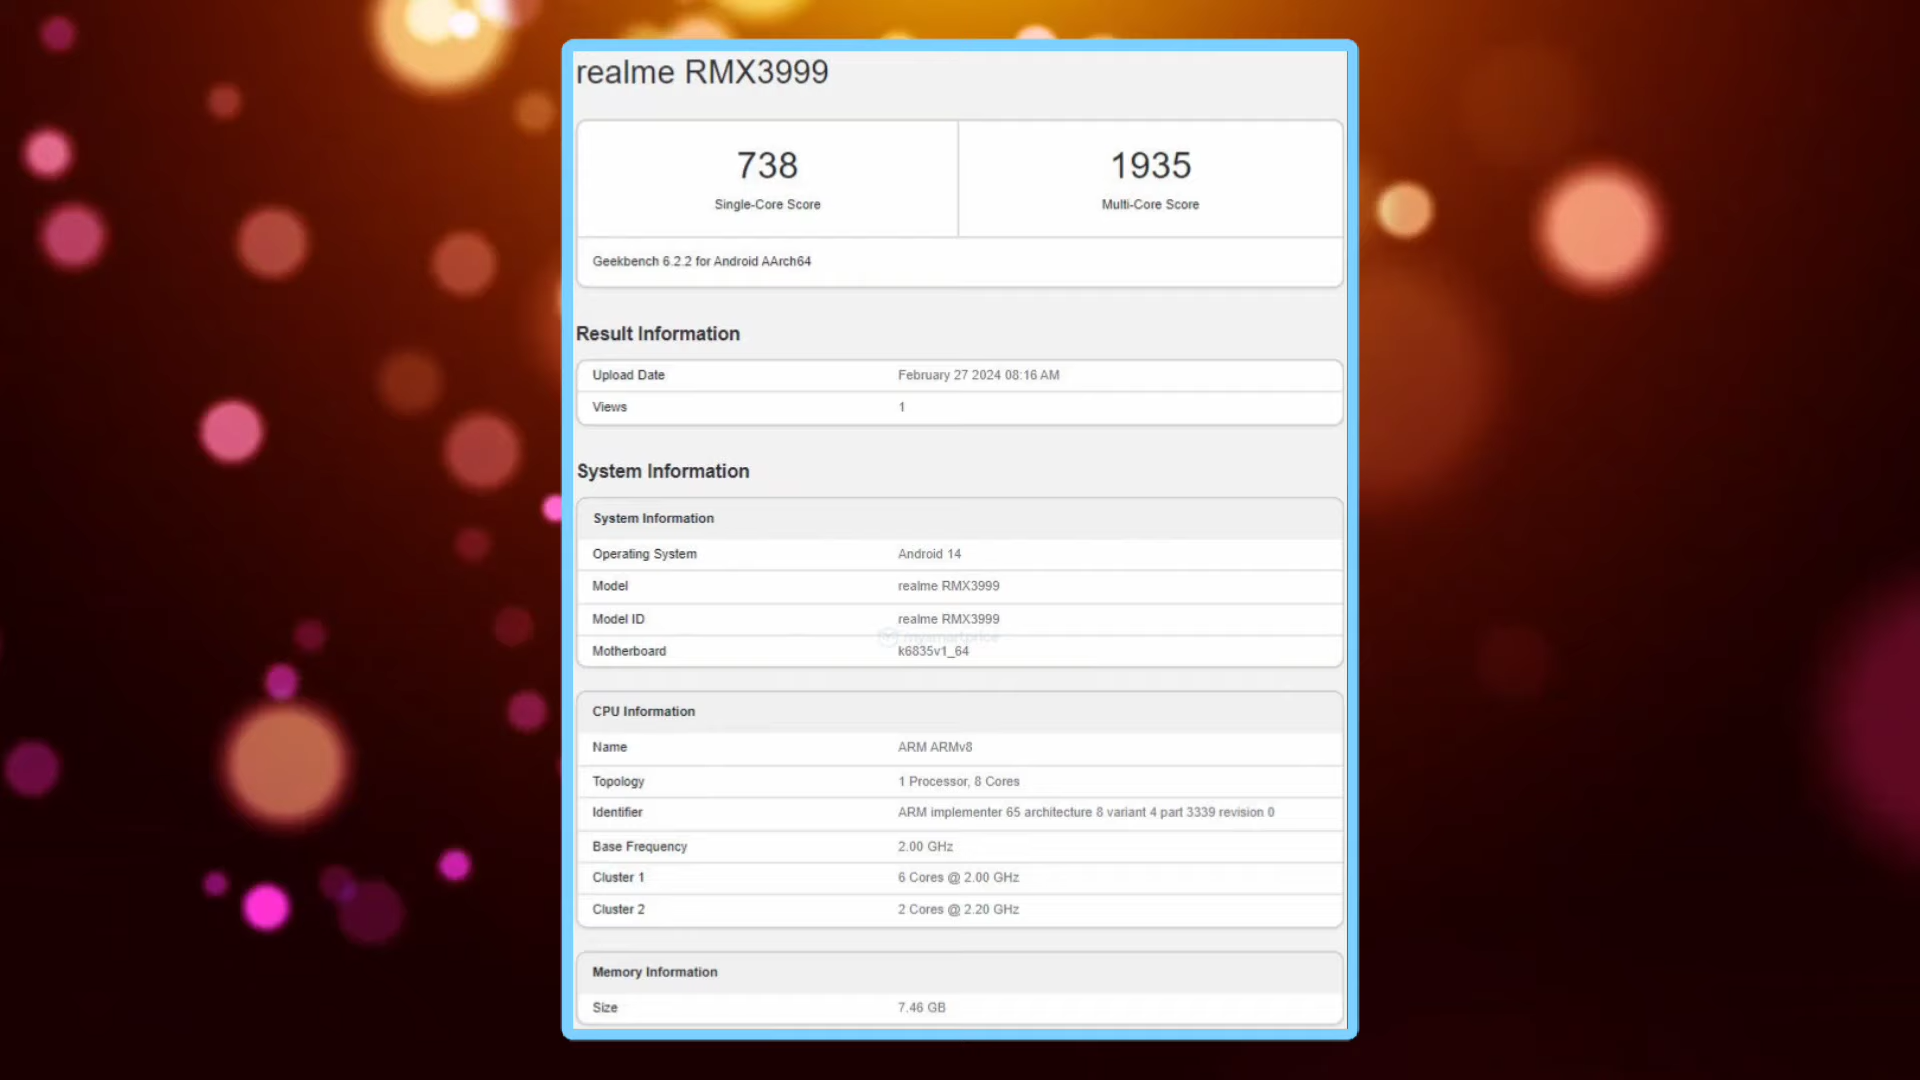 realme RMX3999
738
Single-Core Score
1935
Multi-Core Score
Geekbench 6.2.2 for Android AArch64
Result Information
Upload Date February 27 2024 08:16 AM
Views 1
System Information
System Information
Operating System Android 14
Model realme RMX3999
Model ID realme RMX3999
mysmartprice
Motherboard k6835v1_64
CPU Information
Name ARM ARMv8
Topology 1 Processor, 8 Cores
Identifier ARM implementer 65 architecture 8 variant 4 part 3339 revision 0
Base Frequency 2.00 GHz
Cluster 1 6 Cores @ 2.00 GHz
Cluster 2 2 Cores @ 2.20 GHz
Memory Information
Size 7.46 GB